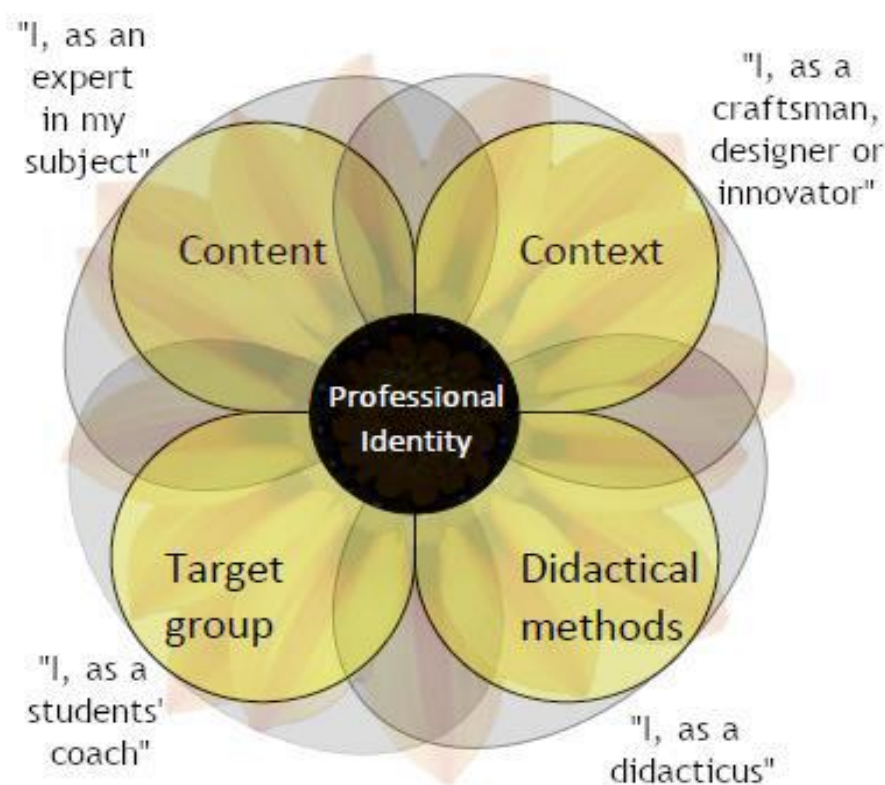 "I, as an
expert
in my
subject"
"I, as a
craftsman,
designer or
innovator"
Content
Context
Professional
Identity
Target
group
Didactical
methods
"I, as a
students'
coach"
"I, as a
didacticus"